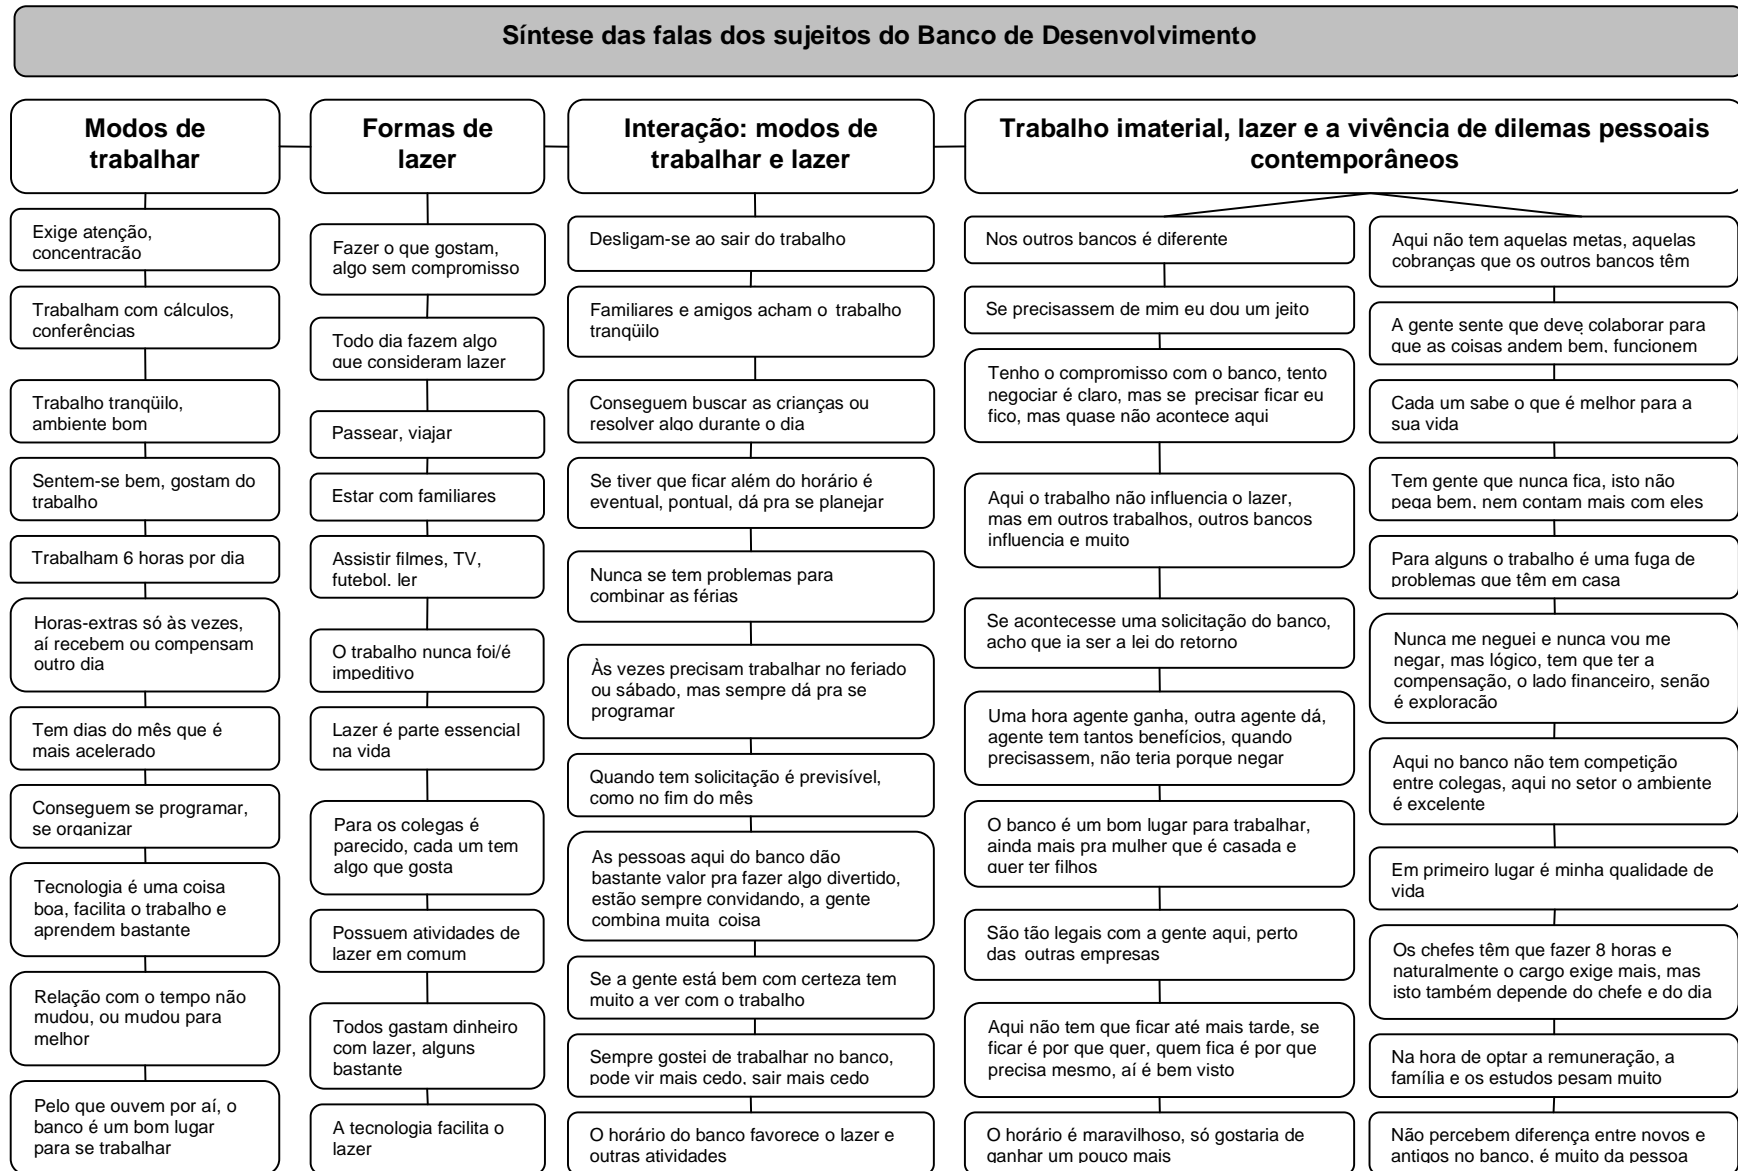 Síntese das falas dos sujeitos do Banco de Desenvolvimento
Modos de
trabalhar
Exige atenção,
concentração
Trabalham com cálculos,
conferências
Trabalho tranqüilo,
ambiente bom
Sentem-se bem, gostam do
trabalho
Trabalham 6 horas por dia
Horas-extras só às vezes,
aí recebem ou compensam
outro dia
Tem dias do mês que é
mais acelerado
Conseguem se programar,
se organizar
Tecnologia é uma coisa
boa, facilita o trabalho e
aprendem bastante
Relação com o tempo não
mudou, ou mudou para
melhor
Pelo que ouvem por aí, o
banco é um bom lugar
para se trabalhar
Formas de
lazer
Fazer o que gostam,
algo sem compromisso
Todo dia fazem algo
que consideram lazer
Passear, viajar
Estar com familiares
Assistir filmes, TV,
futebol, ler
O trabalho nunca foi/é
impeditivo
Lazer é parte essencial
na vida
Para os colegas é
parecido, cada um tem
algo que gosta
Possuem atividades de
lazer em comum
Todos gastam dinheiro
com lazer, alguns
bastante
A tecnologia facilita o
lazer
Interação: modos de
trabalhar e lazer
Desligam-se ao sair do trabalho
Familiares e amigos acham o trabalho
tranqüilo
Conseguem buscar as crianças ou
resolver algo durante o dia
Se tiver que ficar além do horário é
eventual, pontual, dá pra se planejar
Nunca se tem problemas para
combinar as férias
Às vezes precisam trabalhar no feriado
ou sábado, mas sempre dá pra se
programar
Quando tem solicitação é previsível,
como no fim do mês
As pessoas aqui do banco dão
bastante valor pra fazer algo divertido,
estão sempre convidando, a gente
combina muita coisa
Se a gente está bem com certeza tem
muito a ver com o trabalho
Sempre gostei de trabalhar no banco,
pode vir mais cedo, sair mais cedo
O horário do banco favorece o lazer e
outras atividades
Trabalho imaterial, lazer e a vivência de dilemas pessoais
contemporâneos
Nos outros bancos é diferente
Se precisassem de mim eu dou um jeito
Tenho o compromisso com o banco, tento
negociar é claro, mas se precisar ficar eu
fico, mas quase não acontece aqui
Aqui o trabalho não influencia o lazer,
mas em outros trabalhos, outros bancos
influencia e muito
Se acontecesse uma solicitação do banco,
acho que ia ser a lei do retorno
Uma hora agente ganha, outra agente dá,
agente tem tantos benefícios, quando
precisassem, não teria porque negar
O banco é um bom lugar para trabalhar,
ainda mais pra mulher que é casada e
quer ter filhos
São tão legais com a gente aqui, perto
das outras empresas
Aqui não tem que ficar até mais tarde, se
ficar é por que quer, quem fica é por que
precisa mesmo, aí é bem visto
O horário é maravilhoso, só gostaria de
ganhar um pouco mais
Aqui não tem aquelas metas, aquelas
cobranças que os outros bancos têm
A gente sente que deve colaborar para
que as coisas andem bem, funcionem
Cada um sabe o que é melhor para a
sua vida
Tem gente que nunca fica, isto não
pega bem, nem contam mais com eles
Para alguns o trabalho é uma fuga de
problemas que têm em casa
Nunca me neguei e nunca vou me
negar, mas lógico, tem que ter a
compensação, o lado financeiro, senão
é exploração
Aqui no banco não tem competição
entre colegas, aqui no setor o ambiente
é excelente
Em primeiro lugar é minha qualidade de
vida
Os chefes têm que fazer 8 horas e
naturalmente o cargo exige mais, mas
isto também depende do chefe e do dia
Na hora de optar a remuneração, a
família e os estudos pesam muito
Não percebem diferença entre novos e
antigos no banco, é muito da pessoa